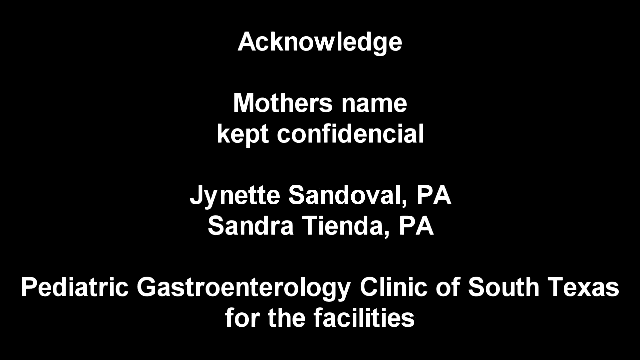 Acknowledge
Mothers name
kept confidencial
Jynette Sandoval, PA
Sandra Tienda, PA
Pediatric Gastroenterology Clinic of South Texas
for the facilities